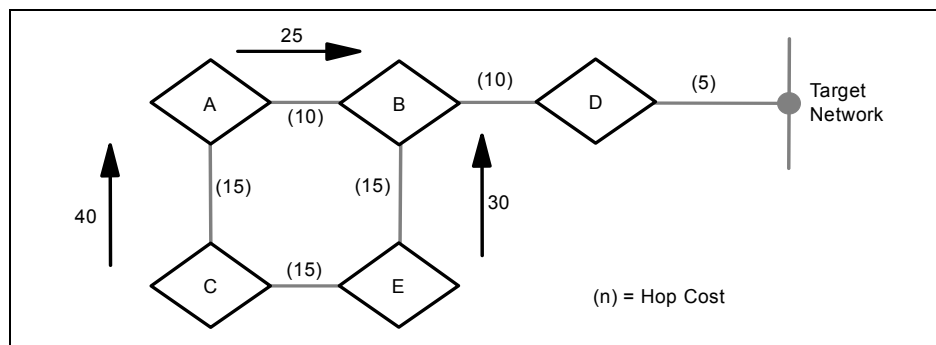 25
A
(10)
B
(10)
D
(5)
Target
Network
40
(15)
(15)
30
C
(15)
E
(n) = Hop Cost